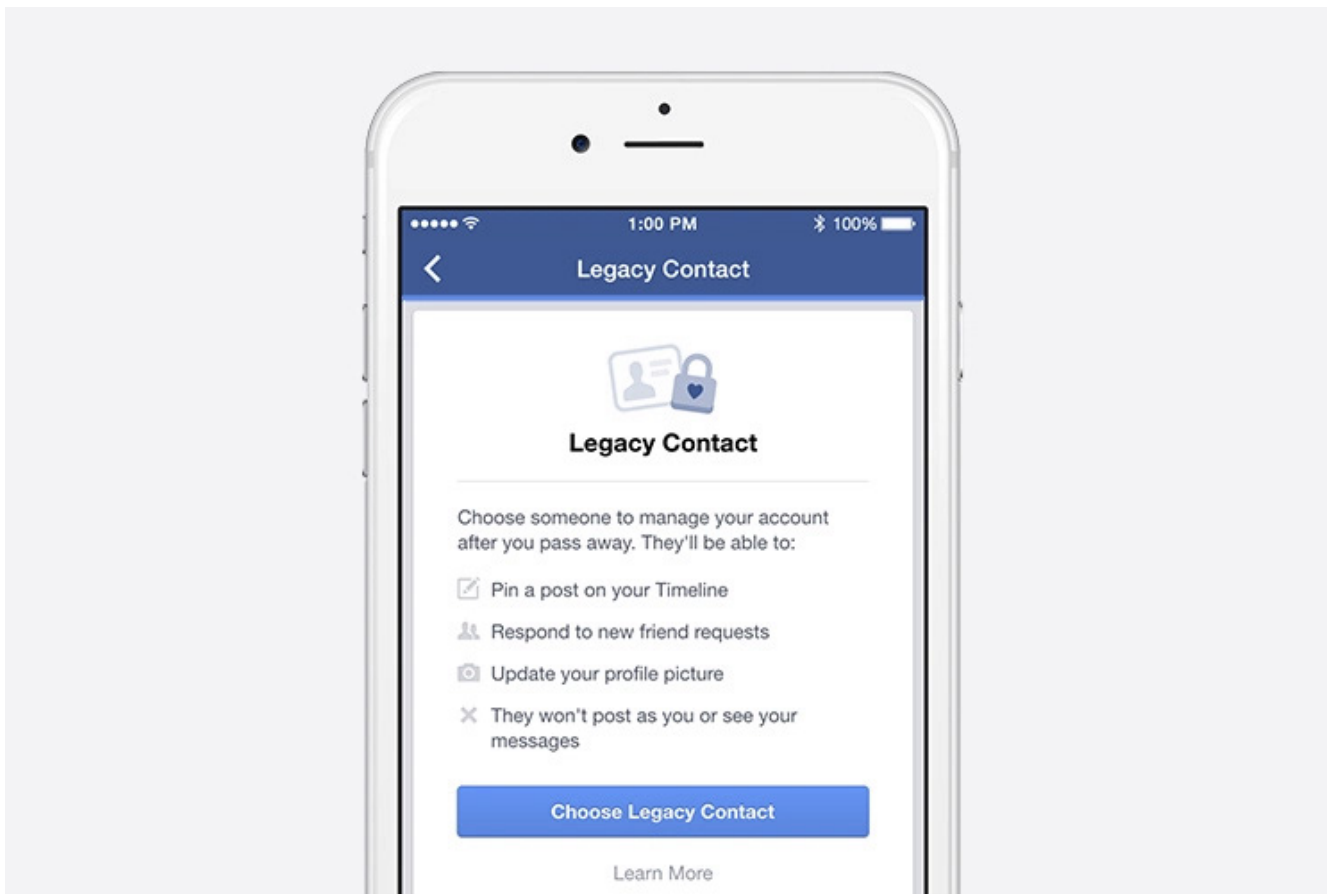 1:00 PM
100%
Legacy Contact
Legacy Contact
Choose someone to manage your account
after you pass away. They'll be able to:
Pin a post on your Timeline
Respond to new friend requests
Update your profile picture
They won't post as you or see your
messages
Choose Legacy Contact
Learn More